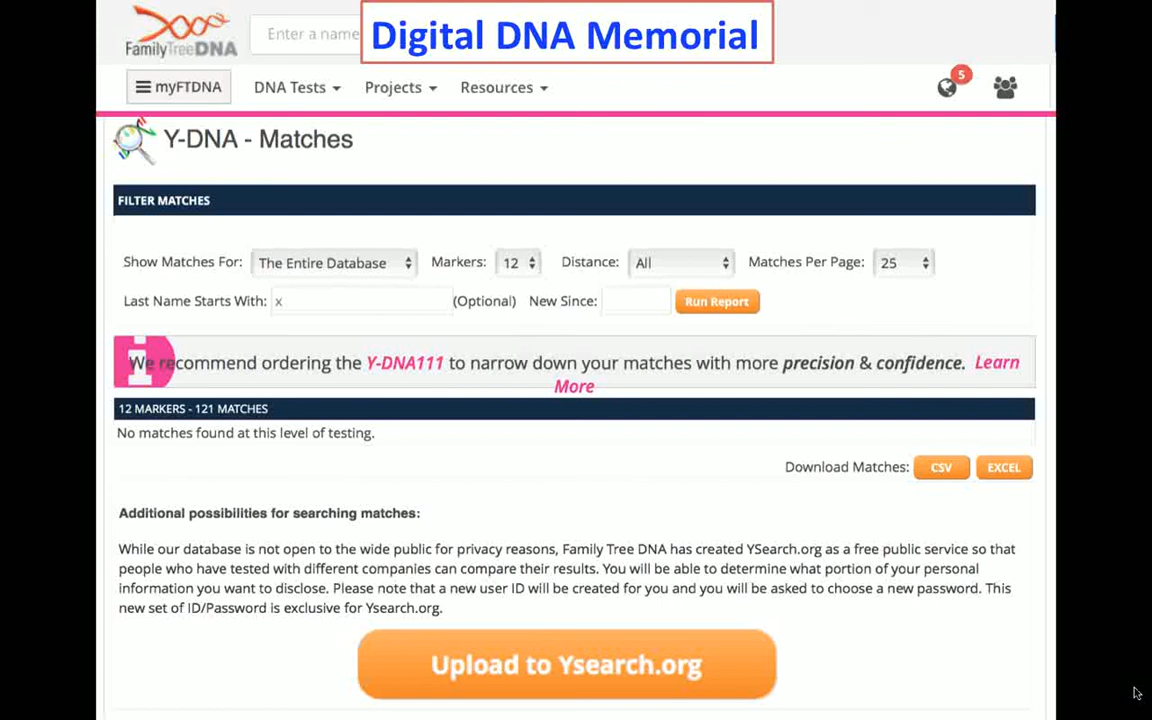 FamilyTreeDNA
Enter a name
Digital DNA Memorial
myFTDNA
DNA Tests
Projects
Resources
5
Y-DNA - Matches
FILTER MATCHES
Show Matches For: The Entire Database Markers: 12 Distance: All Matches Per Page: 25
Last Name Starts With: x (Optional) New Since: Run Report
We recommend ordering the Y-DNA111 to narrow down your matches with more precision & confidence. Learn
More
12 MARKERS - 121 MATCHES
No matches found at this level of testing.
Download Matches: CSV EXCEL
Additional possibilities for searching matches:
While our database is not open to the wide public for privacy reasons, Family Tree DNA has created YSearch.org as a free public service so that
people who have tested with different companies can compare their results. You will be able to determine what portion of your personal
information you want to disclose. Please note that a new user ID will be created for you and you will be asked to choose a new password. This
new set of ID/Password is exclusive for Ysearch.org.
Upload to Ysearch.org